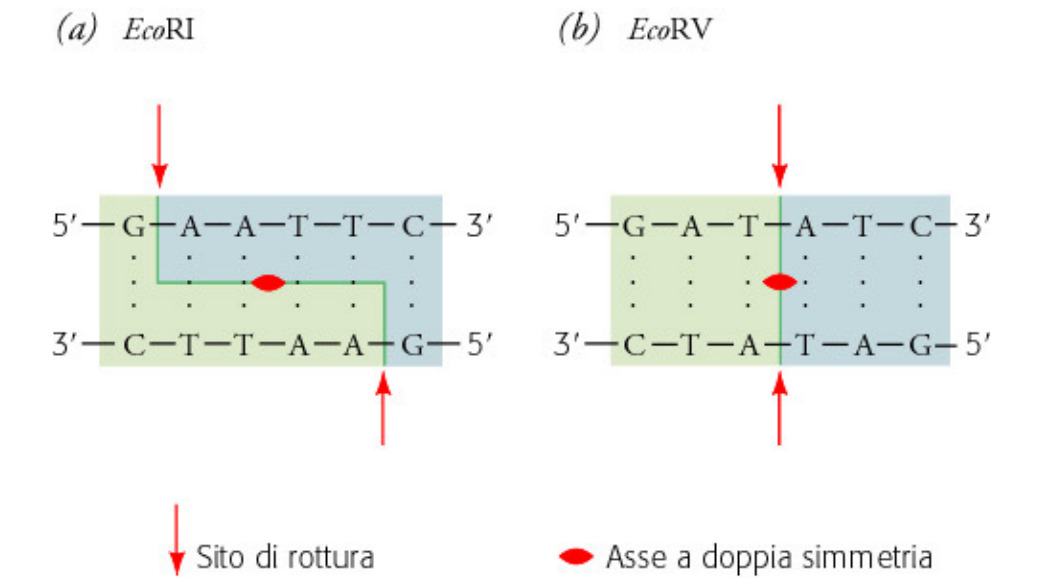 (a) EcoRI
(b) EcoRV
5′—G—A—A—T—T—C—3′
3′—C—T—T—A—A—G—5′
5′—G—A—T—A—T—C—3′
3′—C—T—A—T—A—G—5′
Sito di rottura
Asse a doppia simmetria